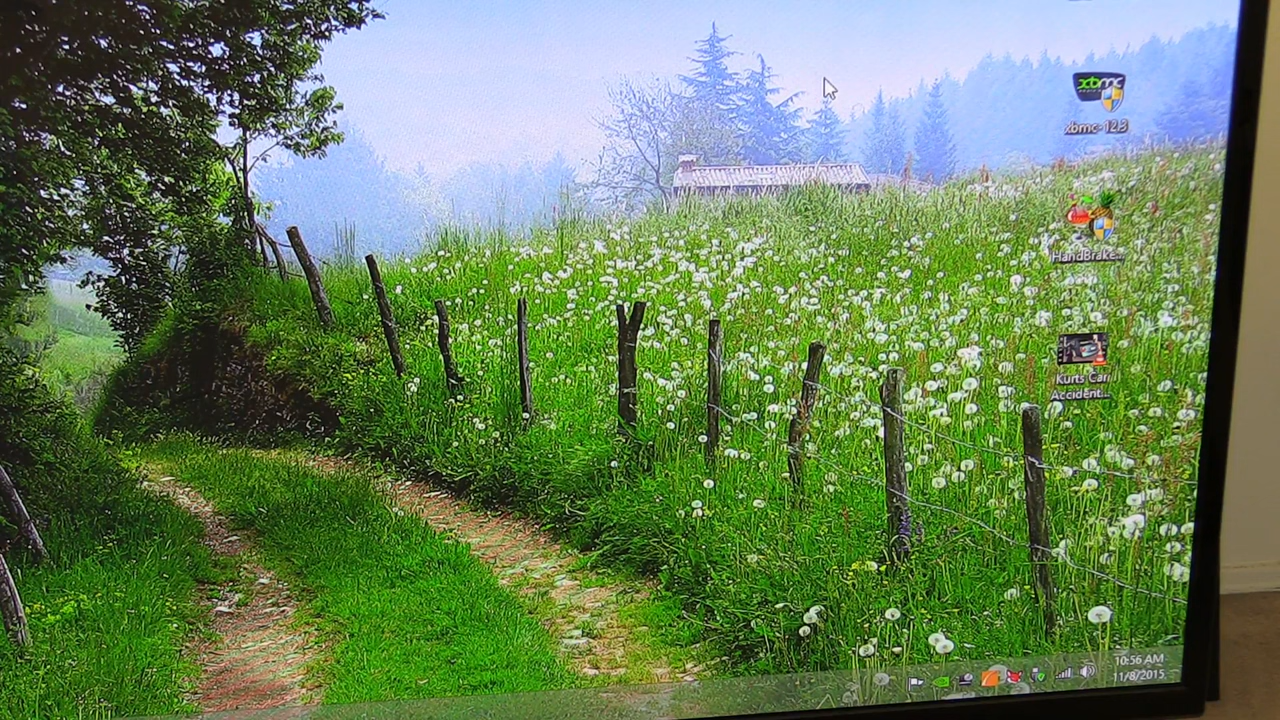 xbmc
xbmc-12.3
HandBrake...
Kurts Car
Accident...
10:56 AM
11/8/2015